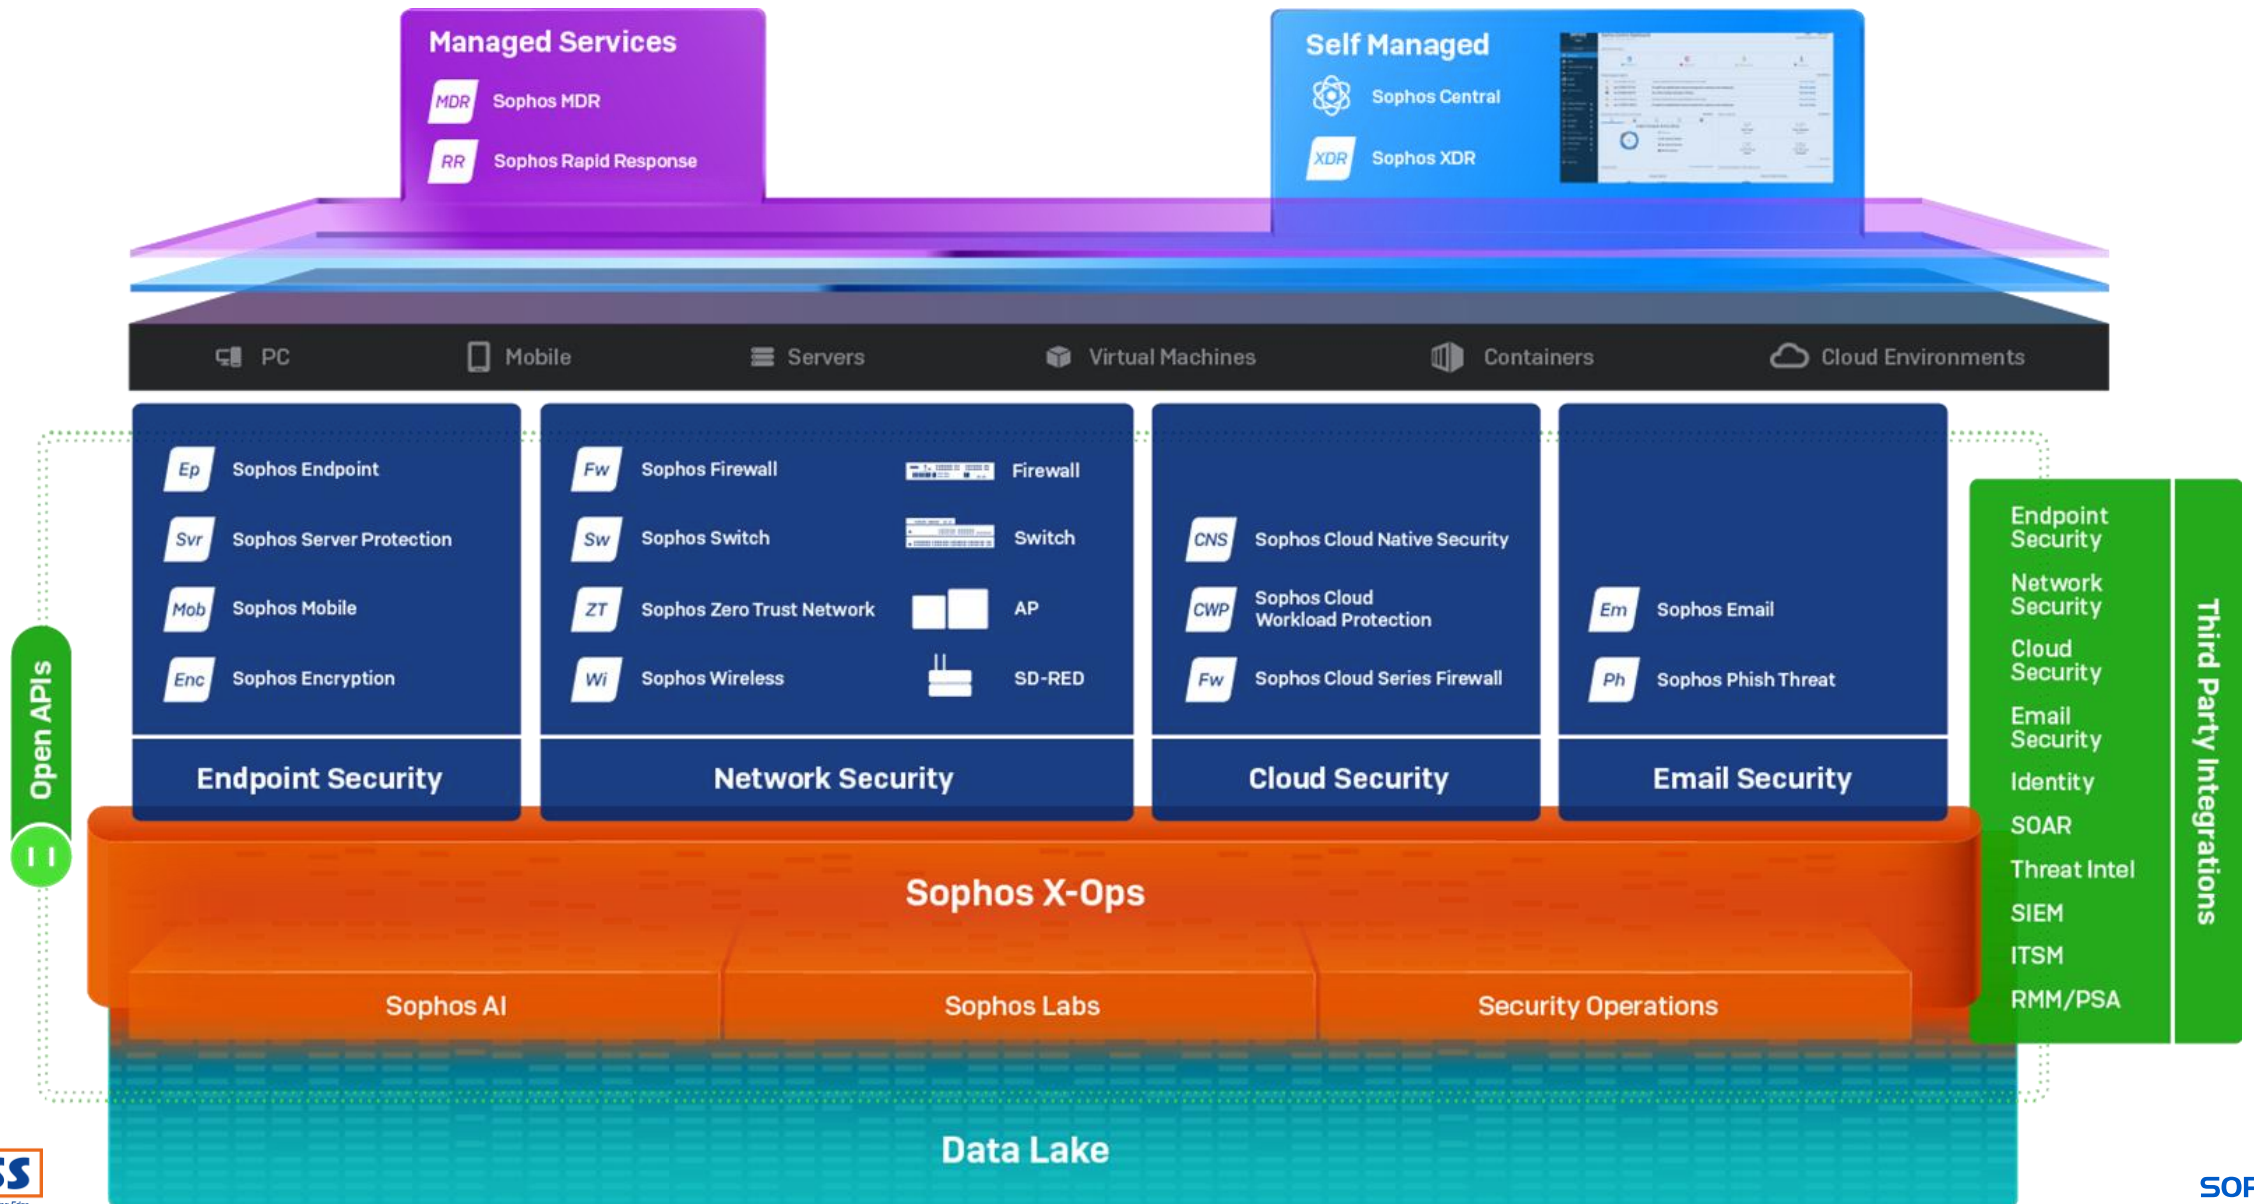 Managed Services
MDR Sophos MDR
RR Sophos Rapid Response
Self Managed
Sophos Central
XDR Sophos XDR
PC
Mobile
Servers
Virtual Machines
Containers
Cloud Environments
Ep Sophos Endpoint
Svr Sophos Server Protection
Mob Sophos Mobile
Enc Sophos Encryption
Endpoint Security
Fw Sophos Firewall
Sw Sophos Switch
ZT Sophos Zero Trust Network
Wi Sophos Wireless
Firewall
Switch
AP
SD-RED
Network Security
CNS Sophos Cloud Native Security
CWP Sophos Cloud
Workload Protection
Fw Sophos Cloud Series Firewall
Cloud Security
Em Sophos Email
Ph Sophos Phish Threat
Email Security
Open APIs
Endpoint
Security
Network
Security
Cloud
Security
Email
Security
Identity
SOAR
Threat Intel
SIEM
ITSM
RMM/PSA
Third Party Integrations
Sophos X-Ops
Sophos AI
Sophos Labs
Security Operations
Data Lake